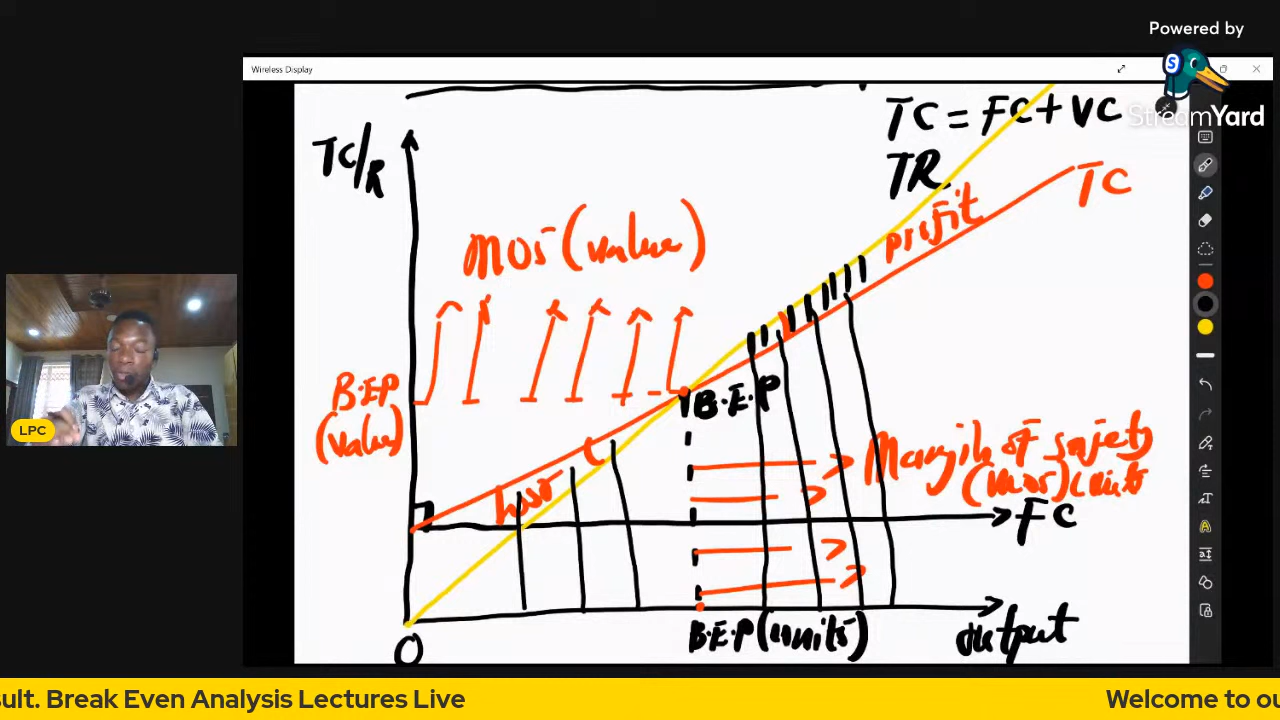 Powered by
StreamYard
Wireless Display
TC = FC + VC
TR
TC/R
TC
profit
MOS (value)
B.E.P
(value)
B.E.P
Loss
Margin of safety
(mos) units
FC
B.E.P (units)
output
O
LPC
sult. Break Even Analysis Lectures Live
Welcome to ou